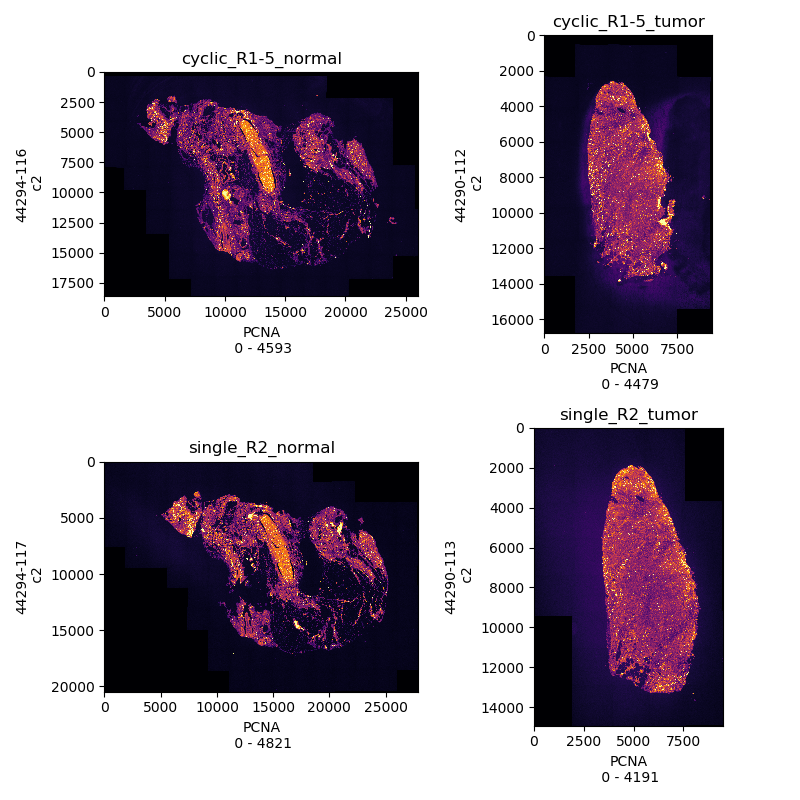 cyclic_R1-5_normal
0
2500
5000
7500
10000
12500
15000
17500
44294-116
c2
0 5000 10000 15000 20000 25000
PCNA
0 - 4593
cyclic_R1-5_tumor
0
2000
4000
6000
8000
10000
12000
14000
16000
44290-112
c2
0 2500 5000 7500
PCNA
0 - 4479
single_R2_normal
0
5000
10000
15000
20000
44294-117
c2
0 5000 10000 15000 20000 25000
PCNA
0 - 4821
single_R2_tumor
0
2000
4000
6000
8000
10000
12000
14000
44290-113
c2
0 2500 5000 7500
PCNA
0 - 4191